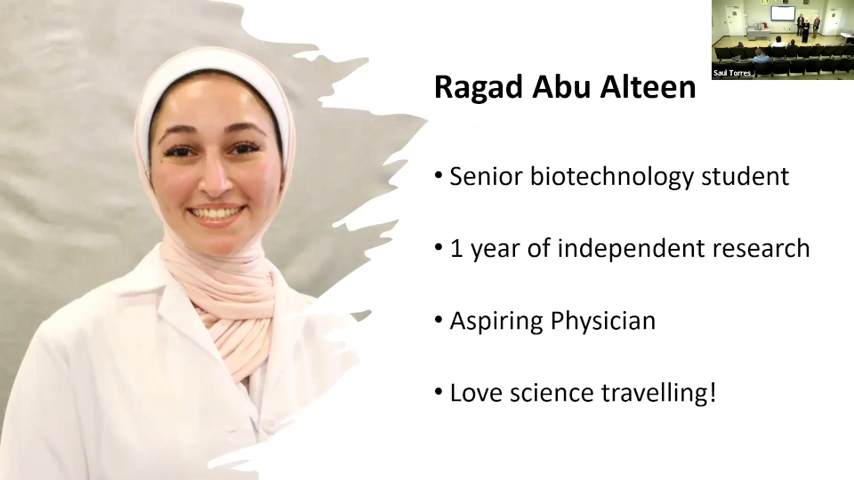 Saul Torres
Ragad Abu Alteen
• Senior biotechnology student
• 1 year of independent research
• Aspiring Physician
• Love science travelling!